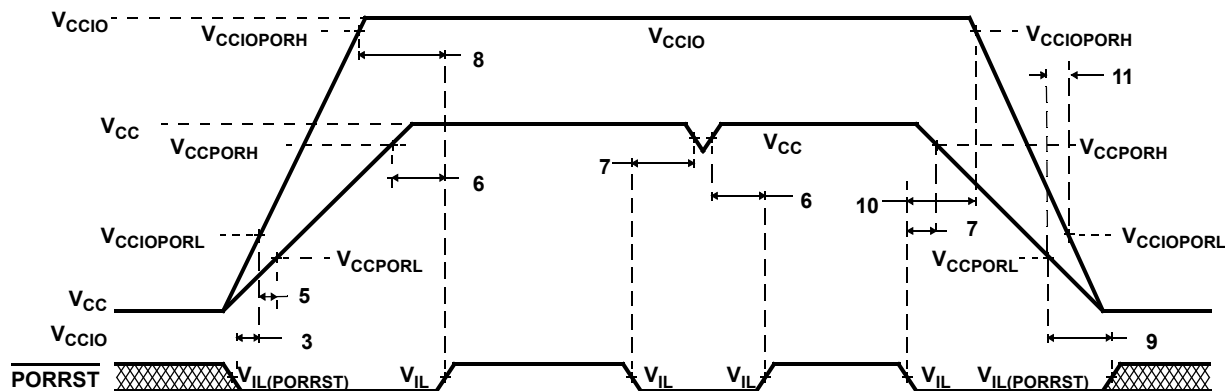 VCCIO
VCCIOPORH
8
VCCIO
VCCIOPORH
11
VCC
VCCPORH
6
7
VCC
6
VCCPORH
10
7
VCCIOPORL
VCCPORL
VCCPORL
VCCIOPORL
VCC
5
VCCIO
3
9
PORRST
VIL(PORRST)
VIL
VIL
VIL
VIL
VIL(PORRST)